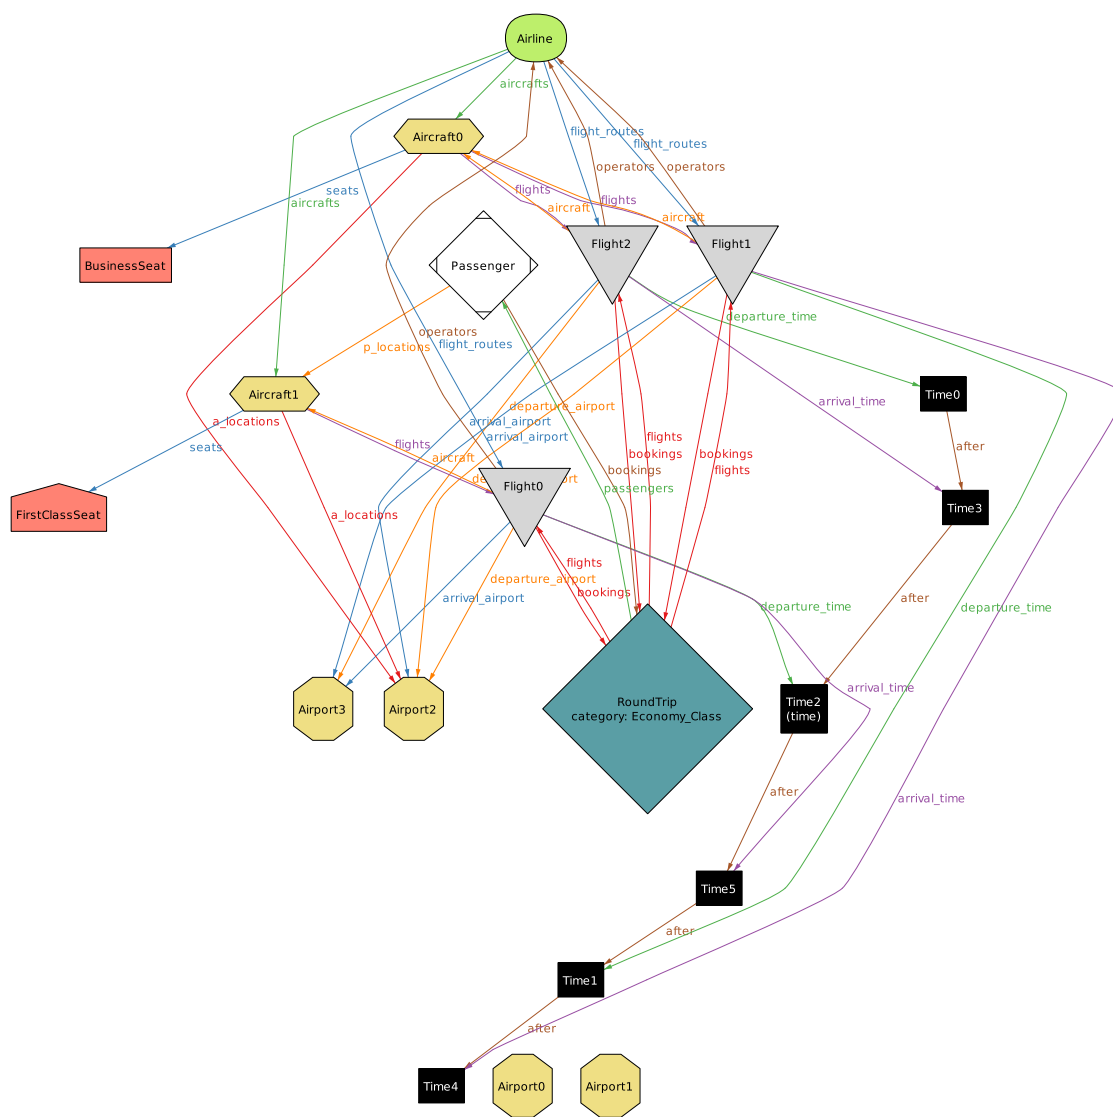 Airline
aircrafts
Aircraft0
flight_routes
flight_routes
operators
operators
seats
flights
flights
aircrafts
aircraft
aircraft
Flight2
Flight1
BusinessSeat
Passenger
departure_time
operators
flight_routes
p_locations
Aircraft1
Time0
arrival_time
departure_airport
a_locations
arrival_airport
arrival_airport
flights
flights
seats
aircraft
bookings
bookings
after
bookings
flights
passengers
Flight0
FirstClassSeat
a_locations
Time3
flights
departure_airport
bookings
arrival_airport
after
departure_time
departure_time
arrival_time
Airport3
Airport2
RoundTrip
category: Economy_Class
Time2
(time)
after
arrival_time
Time5
after
Time1
after
Time4
Airport0
Airport1